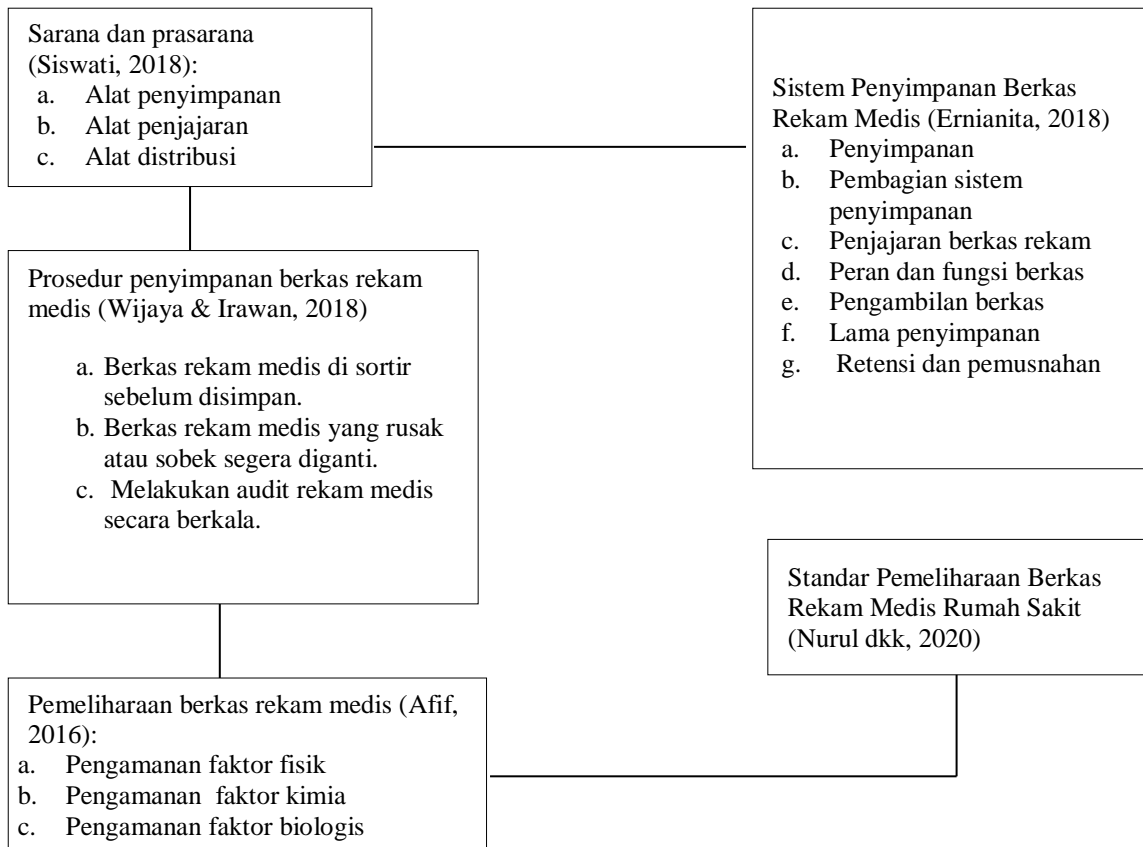 Sarana dan prasarana
(Siswati, 2018):
a. Alat penyimpanan
b. Alat penjajaran
c. Alat distribusi
Sistem Penyimpanan Berkas
Rekam Medis (Ernianita, 2018)
a. Penyimpanan
b. Pembagian sistem
penyimpanan
c. Penjajaran berkas rekam
d. Peran dan fungsi berkas
e. Pengambilan berkas
f. Lama penyimpanan
g. Retensi dan pemusnahan
Prosedur penyimpanan berkas rekam
medis (Wijaya & Irawan, 2018)
a. Berkas rekam medis di sortir
sebelum disimpan.
b. Berkas rekam medis yang rusak
atau sobek segera diganti.
c. Melakukan audit rekam medis
secara berkala.
Standar Pemeliharaan Berkas
Rekam Medis Rumah Sakit
(Nurul dkk, 2020)
Pemeliharaan berkas rekam medis (Afif,
2016):
a. Pengamanan faktor fisik
b. Pengamanan faktor kimia
c. Pengamanan faktor biologis